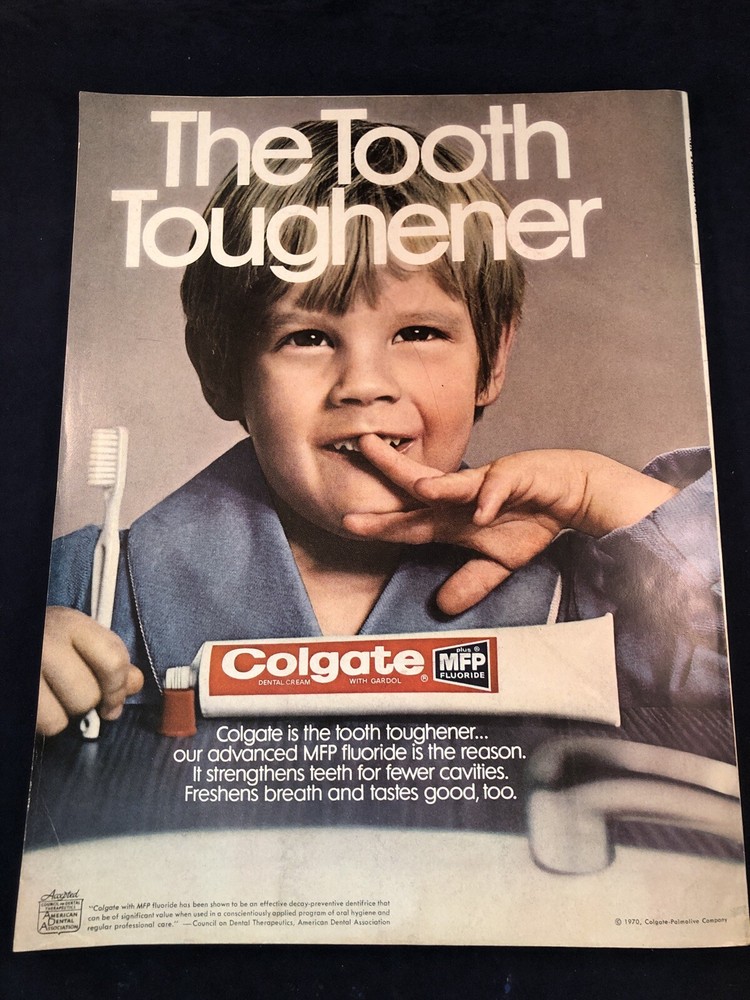 The Tooth
Toughener
Colgate
DENTAL CREAM WITH GARDOL ®
plus ®
MFP
FLUORIDE
Colgate is the tooth toughener...
our advanced MFP fluoride is the reason.
It strengthens teeth for fewer cavities.
Freshens breath and tastes good, too.
Accepted
COUNCIL ON DENTAL
THERAPEUTICS
AMERICAN
DENTAL
ASSOCIATION
"Colgate with MFP fluoride has been shown to be an effective decay-preventive dentifrice that
can be of significant value when used in a conscientiously applied program of oral hygiene and
regular professional care." —Council on Dental Therapeutics, American Dental Association
© 1970, Colgate-Palmolive Company